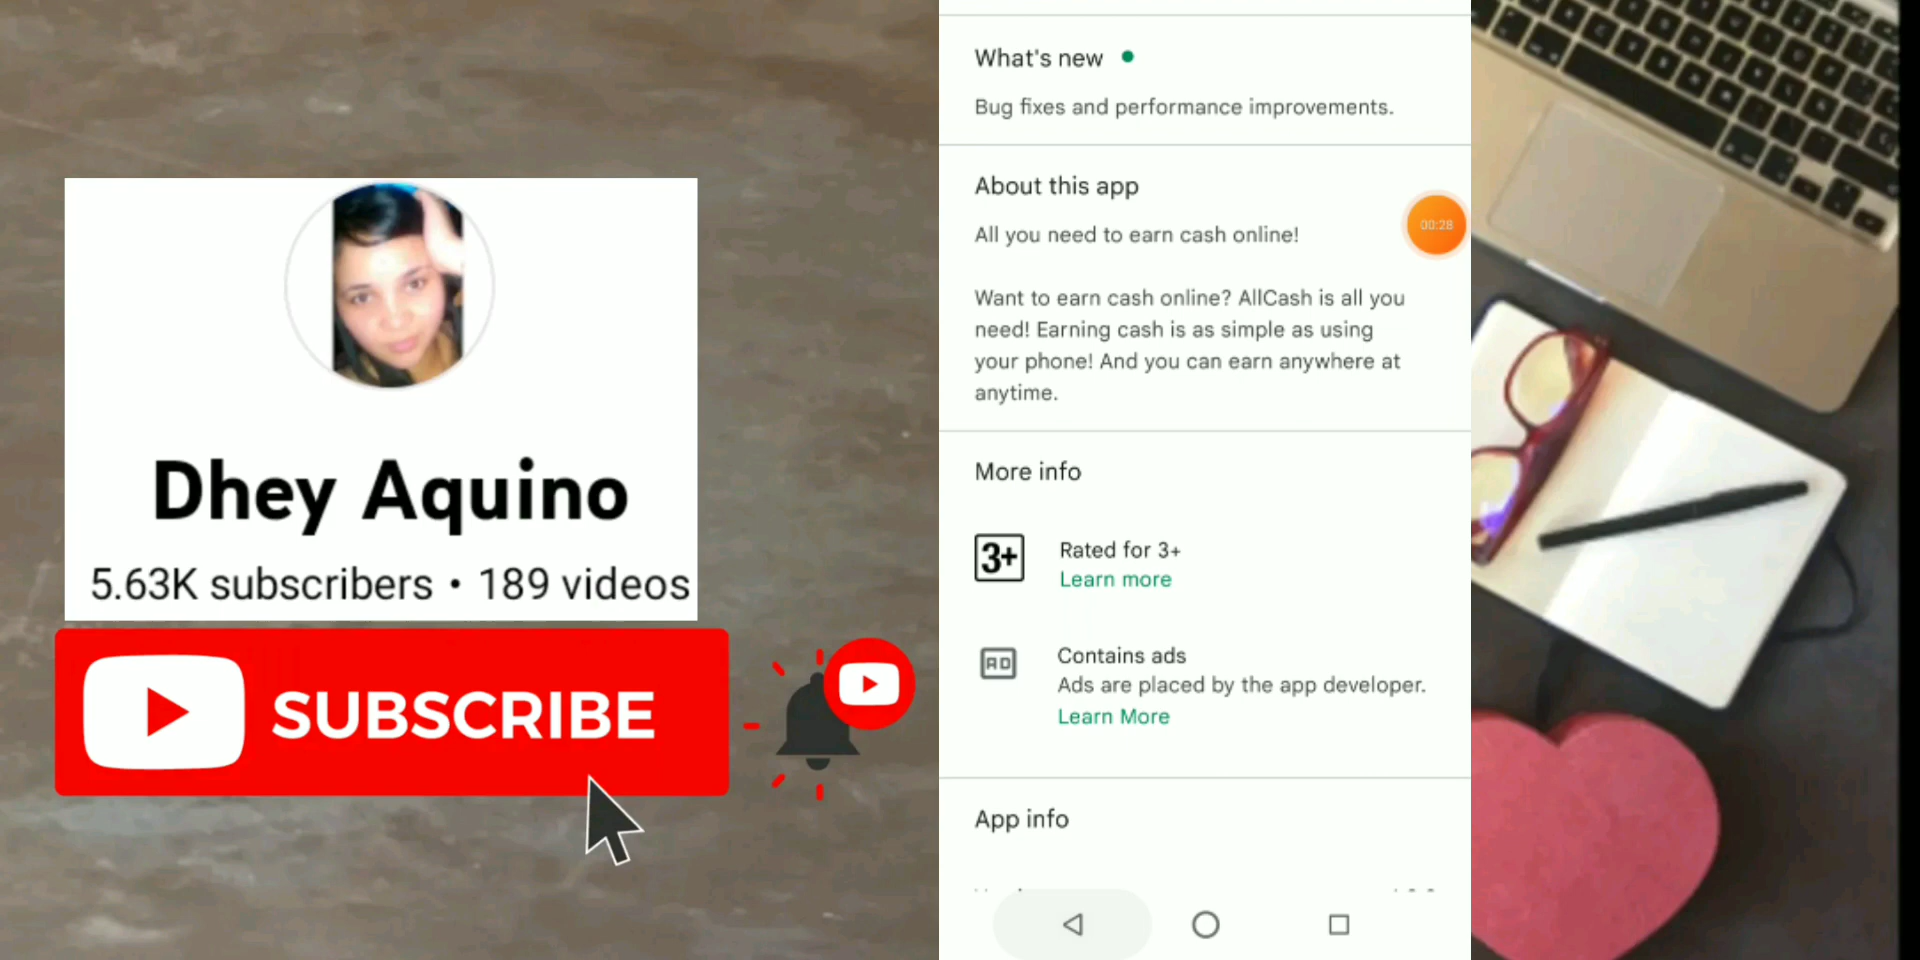 Dhey Aquino
5.63K subscribers • 189 videos
SUBSCRIBE
What's new
Bug fixes and performance improvements.
About this app
00:28
All you need to earn cash online!
Want to earn cash online? AllCash is all you
need! Earning cash is as simple as using
your phone! And you can earn anywhere at
anytime.
More info
3+
Rated for 3+
Learn more
AD
Contains ads
Ads are placed by the app developer.
Learn More
App info